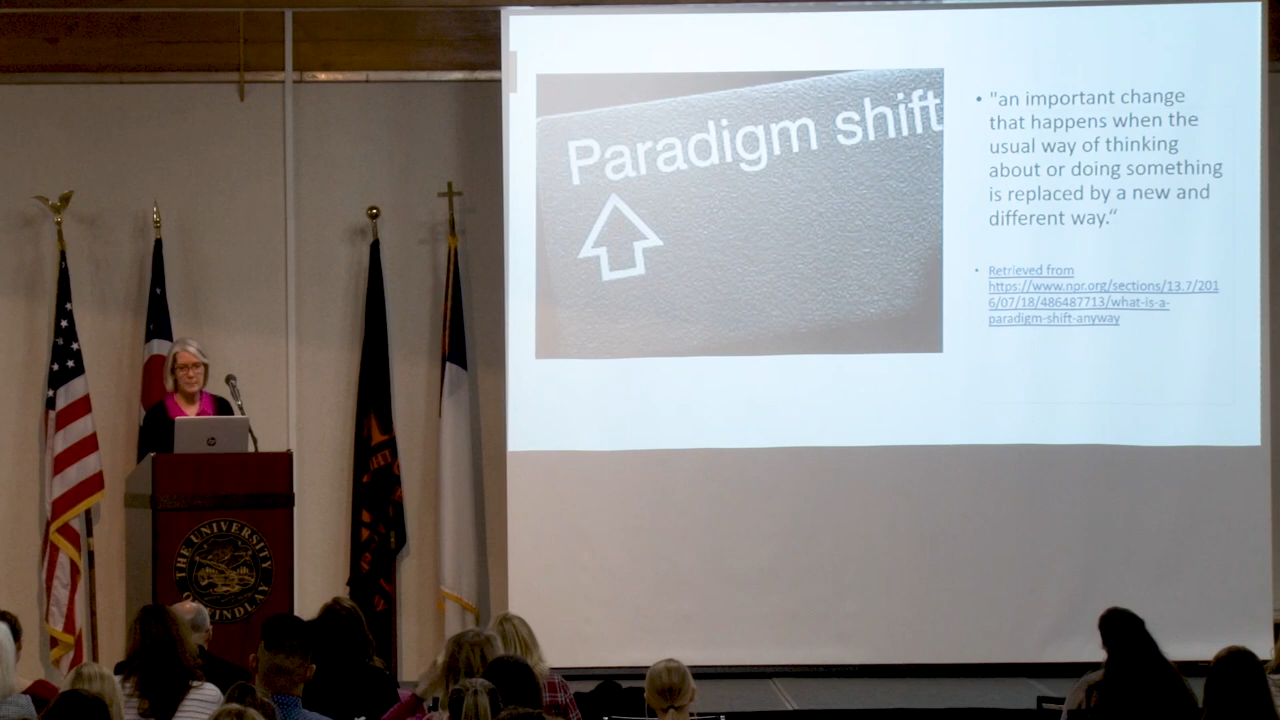 Paradigm shift
• "an important change
that happens when the
usual way of thinking
about or doing something
is replaced by a new and
different way.“
• Retrieved from
https://www.npr.org/sections/13.7/201
6/07/18/486487713/what-is-a-
paradigm-shift-anyway
hp
THE UNIVERSITY
OF FINDLAY